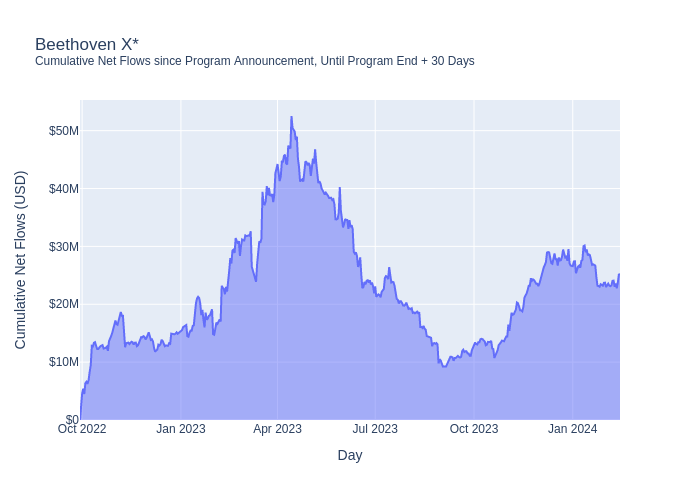 Beethoven X*
Cumulative Net Flows since Program Announcement, Until Program End + 30 Days
Cumulative Net Flows (USD)
$50M
$40M
$30M
$20M
$10M
$0
Oct 2022 Jan 2023 Apr 2023 Jul 2023 Oct 2023 Jan 2024
Day